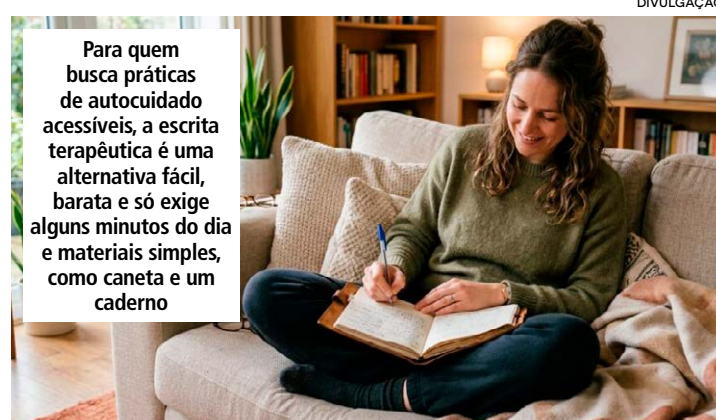 DIVULGAÇÃO
Para quem
busca práticas
de autocuidado
acessíveis, a escrita
terapêutica é uma
alternativa fácil,
barata e só exige
alguns minutos do dia
e materiais simples,
como caneta e um
caderno